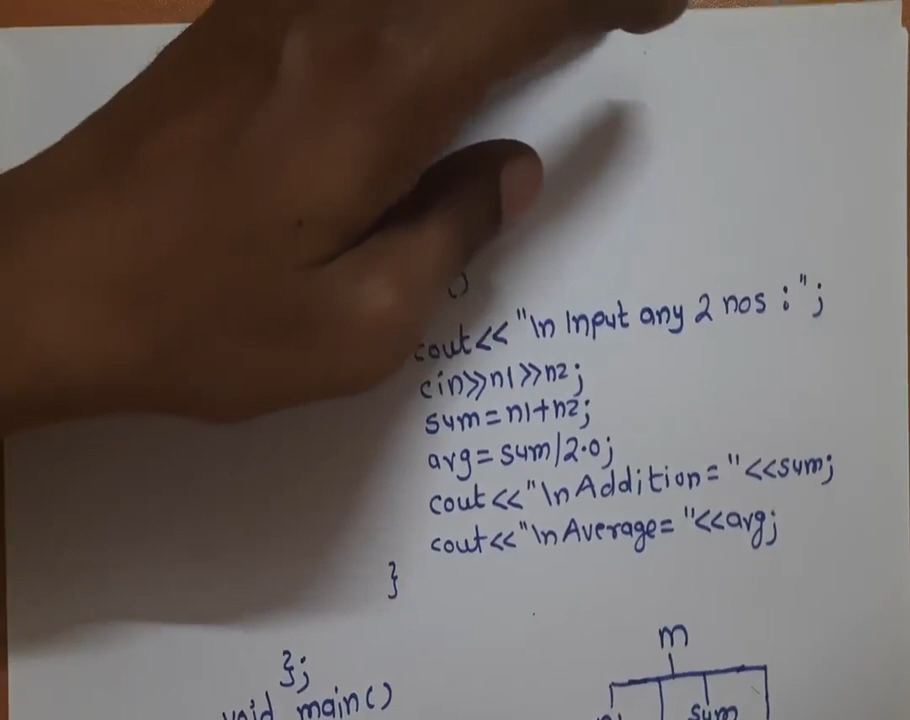 ()
cout<<"\n Input any 2 nos :";
cin>>n1>>n2;
sum=n1+n2;
avg=sum/2.0;
cout<<"\n Addition="<<sum;
cout<<"\n Average="<<avg;
}
m
};
void main()
sum